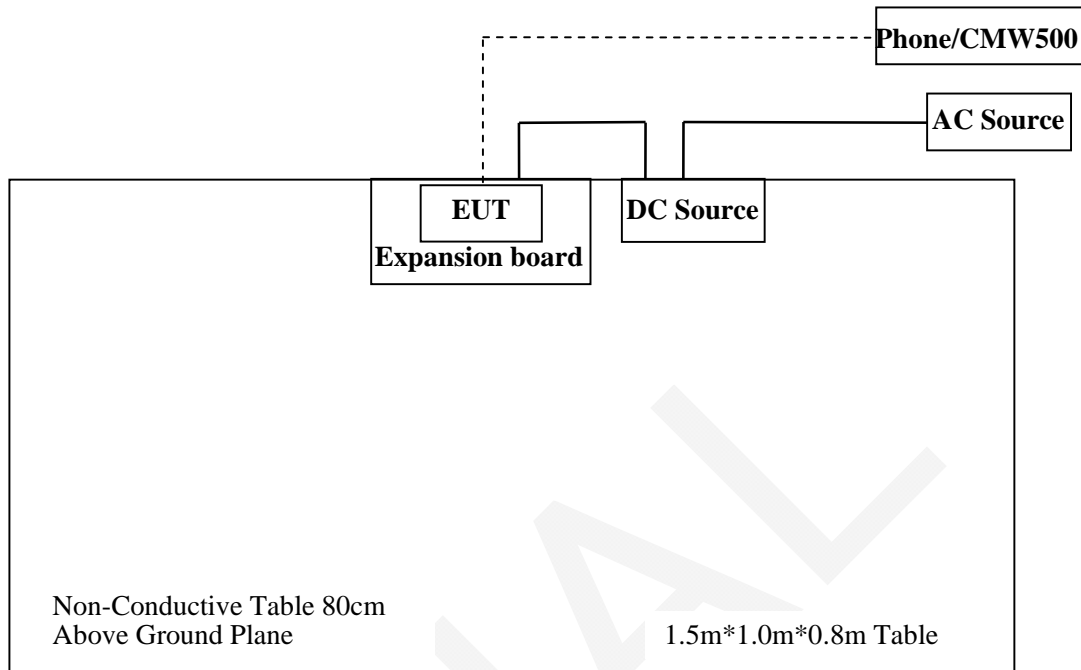 Phone/CMW500
AC Source
EUT
DC Source
Expansion board
Non-Conductive Table 80cm
Above Ground Plane
1.5m*1.0m*0.8m Table